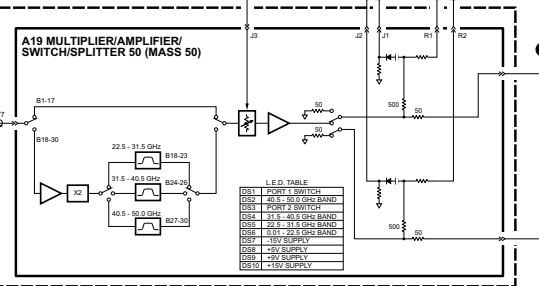 A19 MULTIPLIER/AMPLIFIER/
SWITCH/SPLITTER 50 (MASS 50)
J3
J2
J1
R1
R2
B1-17
7
B18-30
50
50
500
50
22.5 - 31.5 GHz
B18-23
31.5 - 40.5 GHz
X2
B24-26
40.5 - 50.0 GHz
B27-30
500
50
L.E.D. TABLE
DS1 PORT 1 SWITCH
DS2 40.5 - 50.0 GHz BAND
DS3 PORT 2 SWITCH
DS4 31.5 - 40.5 GHz BAND
DS5 22.5 - 31.5 GHz BAND
DS6 0.01 - 22.5 GHz BAND
DS7 -15V SUPPLY
DS8 +5V SUPPLY
DS9 +9V SUPPLY
DS10 +15V SUPPLY